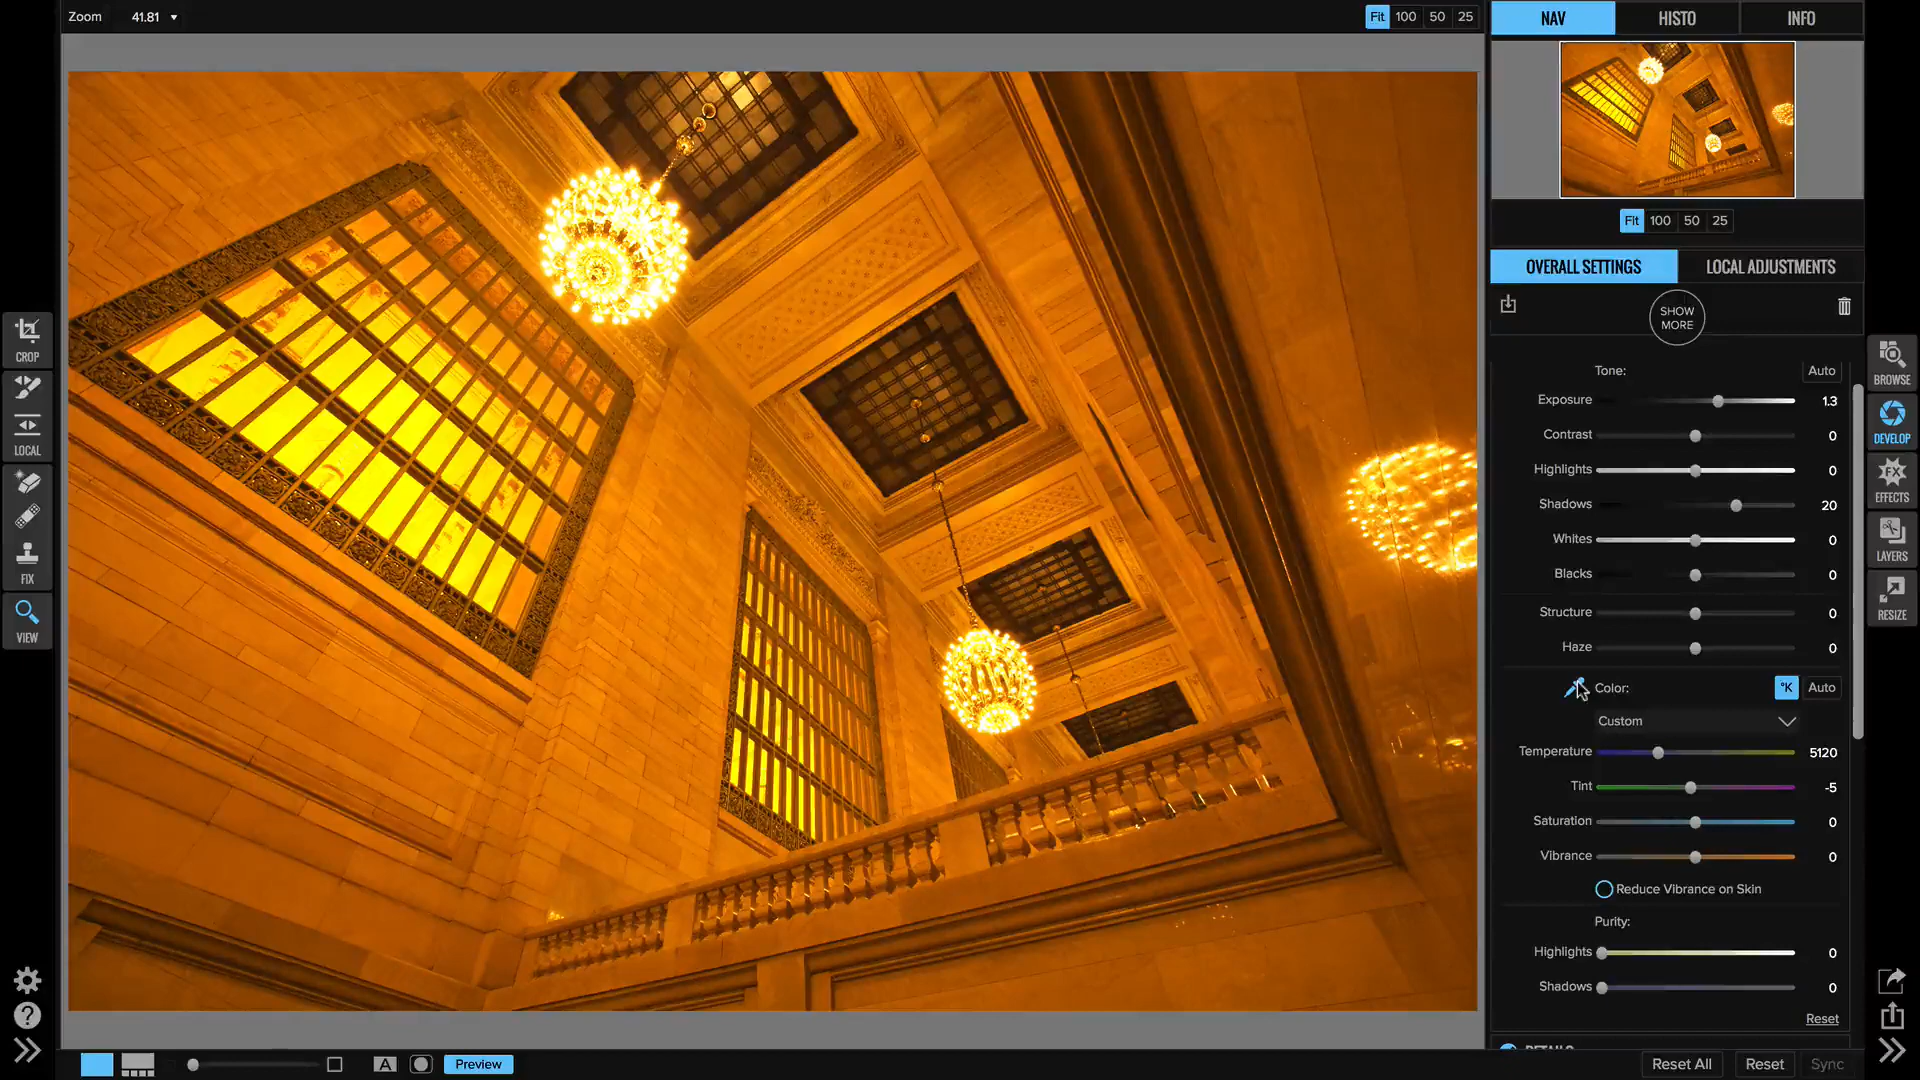 Zoom 41.81
Fit 100 50 25
NAV HISTO INFO
Fit 100 50 25
OVERALL SETTINGS LOCAL ADJUSTMENTS
SHOW
MORE
Tone: Auto
Exposure 1.3
Contrast 0
Highlights 0
Shadows 20
Whites 0
Blacks 0
Structure 0
Haze 0
Color: °K Auto
Custom
Temperature 5120
Tint -5
Saturation 0
Vibrance 0
Reduce Vibrance on Skin
Purity:
Highlights 0
Shadows 0
Reset
CROP
LOCAL
FIX
VIEW
BROWSE
DEVELOP
FX
EFFECTS
LAYERS
RESIZE
A Preview
Reset All Reset Sync